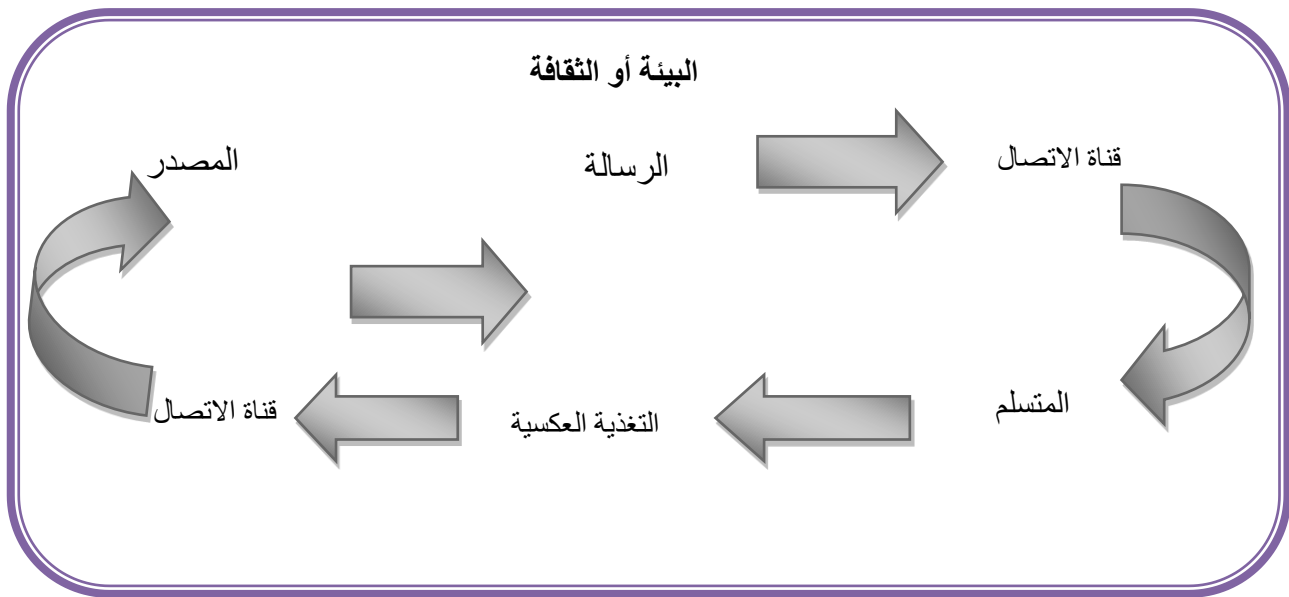 البيئة أو الثقافة
المصدر
الرسالة
قناة الاتصال
المتسلم
التغذية العكسية
قناة الاتصال